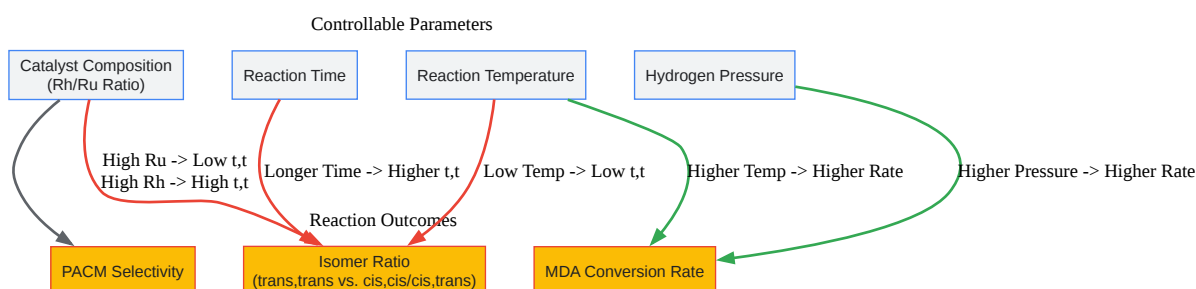 Controllable Parameters
Catalyst Composition
(Rh/Ru Ratio)
Reaction Time
Reaction Temperature
Hydrogen Pressure
High Ru -> Low t,t
High Rh -> High t,t
Longer Time -> Higher t,t
Low Temp -> Low t,t
Higher Temp -> Higher Rate
Higher Pressure -> Higher Rate
Reaction Outcomes
PACM Selectivity
Isomer Ratio
(trans,trans vs. cis,cis/cis,trans)
MDA Conversion Rate